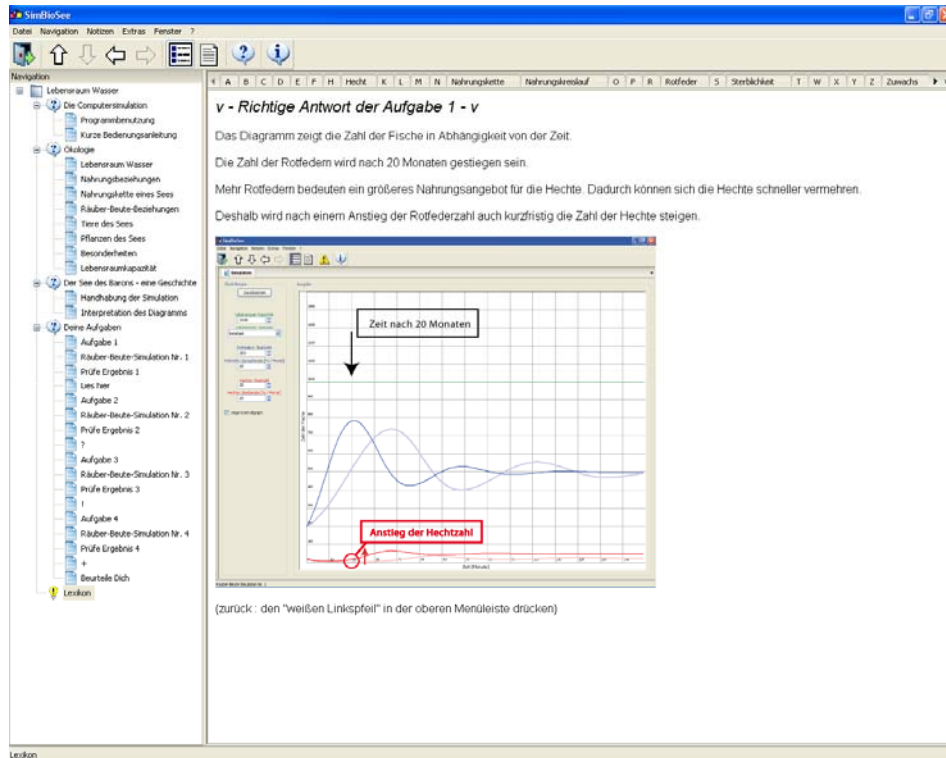 SimBioSee
Datei Navigation Notizen Extras Fenster ?
Navigation
Lebensraum Wasser
Die Computersimulation
Programmbenutzung
Kurze Bedienungsanleitung
Ökologie
Lebensraum Wasser
Nahrungsbeziehungen
Nahrungskette eines Sees
Räuber-Beute-Beziehungen
Tiere des Sees
Pflanzen des Sees
Besonderheiten
Lebensraumkapazität
Der See des Barons - eine Geschichte
Handhabung der Simulation
Interpretation des Diagramms
Deine Aufgaben
Aufgabe 1
Räuber-Beute-Simulation Nr. 1
Prüfe Ergebnis 1
Lies hier
Aufgabe 2
Räuber-Beute-Simulation Nr. 2
Prüfe Ergebnis 2
?
Aufgabe 3
Räuber-Beute-Simulation Nr. 3
Prüfe Ergebnis 3
!
Aufgabe 4
Räuber-Beute-Simulation Nr. 4
Prüfe Ergebnis 4
+
Beurteile Dich
Lexikon
A B C D E F H Hecht K L M N Nahrungskette Nahrungskreislauf O P R Rotfeder S Sterblichkeit T W X Y Z Zuwachs
v - Richtige Antwort der Aufgabe 1 - v
Das Diagramm zeigt die Zahl der Fische in Abhängigkeit von der Zeit.
Die Zahl der Rotfedern wird nach 20 Monaten gestiegen sein.
Mehr Rotfedern bedeuten ein größeres Nahrungsangebot für die Hechte. Dadurch können sich die Hechte schneller vermehren.
Deshalb wird nach einem Anstieg der Rotfederzahl auch kurzfristig die Zahl der Hechte steigen.
Zeit nach 20 Monaten
Zahl der Fische
Anstieg der Hechtzahl
Zeit [Monate]
(zurück : den "weißen Linkspfeil" in der oberen Menüleiste drücken)
Lexikon